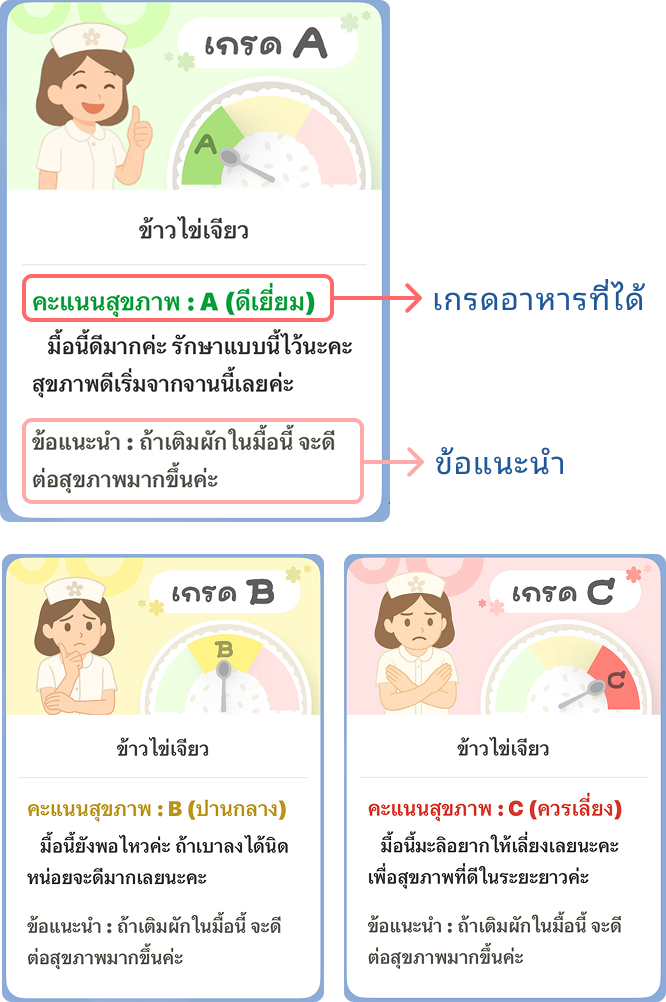 เกรด A
A
ข้าวไข่เจียว
คะแนนสุขภาพ : A (ดีเยี่ยม)
เกรดอาหารที่ได้
มื้อนี้ดีมากค่ะ รักษาแบบนี้ไว้นะคะ
สุขภาพดีเริ่มจากจานนี้เลยค่ะ
ข้อแนะนำ : ถ้าเติมผักในมื้อนี้ จะดี
ต่อสุขภาพมากขึ้นค่ะ
ข้อแนะนำ
เกรด B
B
ข้าวไข่เจียว
คะแนนสุขภาพ : B (ปานกลาง)
มื้อนี้ยังพอไหวค่ะ ถ้าเบาลงได้นิด
หน่อยจะดีมากเลยนะคะ
ข้อแนะนำ : ถ้าเติมผักในมื้อนี้ จะดี
ต่อสุขภาพมากขึ้นค่ะ
เกรด C
C
ข้าวไข่เจียว
คะแนนสุขภาพ : C (ควรเลี่ยง)
มื้อนี้มะลิอยากให้เลี่ยงเลยนะคะ
เพื่อสุขภาพที่ดีในระยะยาวค่ะ
ข้อแนะนำ : ถ้าเติมผักในมื้อนี้ จะดี
ต่อสุขภาพมากขึ้นค่ะ